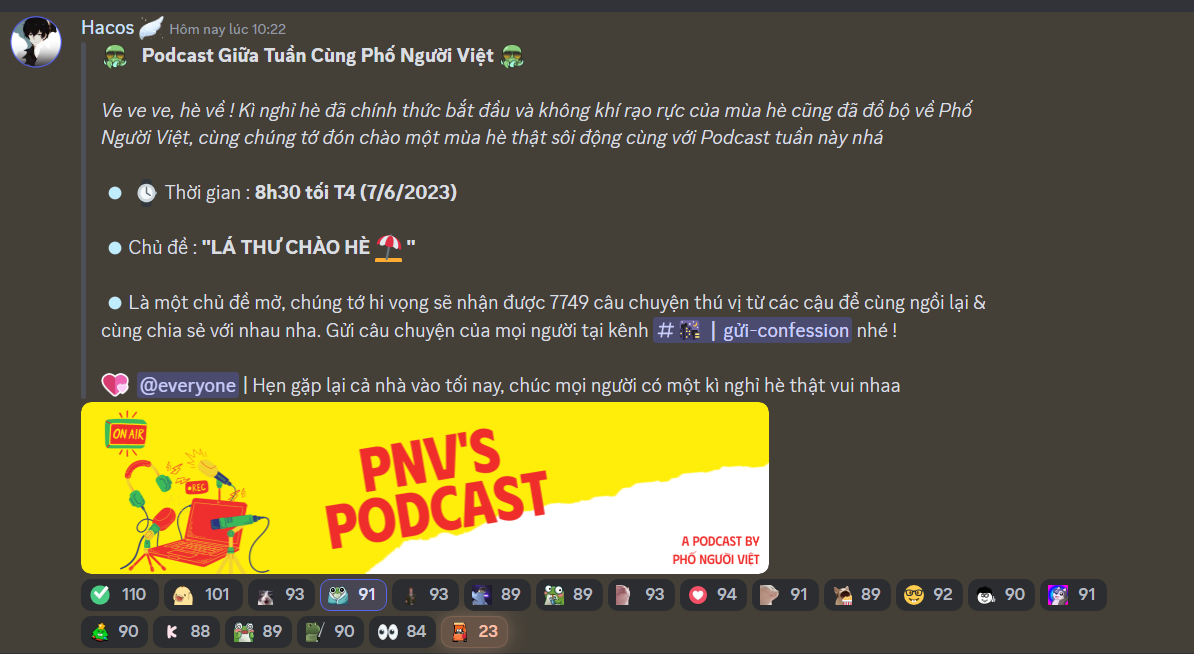 Hacos Hôm nay lúc 10:22
Podcast Giữa Tuần Cùng Phố Người Việt
Ve ve ve, hè về ! Kì nghỉ hè đã chính thức bắt đầu và không khí rạo rực của mùa hè cũng đã đổ bộ về Phố
Người Việt, cùng chúng tớ đón chào một mùa hè thật sôi động cùng với Podcast tuần này nhá
Thời gian : 8h30 tối T4 (7/6/2023)
Chủ đề : "LÁ THƯ CHÀO HÈ ⛱ "
Là một chủ đề mở, chúng tớ hi vọng sẽ nhận được 7749 câu chuyện thú vị từ các cậu để cùng ngồi lại &
cùng chia sẻ với nhau nha. Gửi câu chuyện của mọi người tại kênh # | gửi-confession nhé !
@everyone | Hẹn gặp lại cả nhà vào tối nay, chúc mọi người có một kì nghỉ hè thật vui nhaa
ON AIR
REC
PNV'S
PODCAST
A PODCAST BY
PHỐ NGƯỜI VIỆT
110 101 93 91 93 89 89 93 94 91 89 92 90 91
90 K 88 89 90 84 23